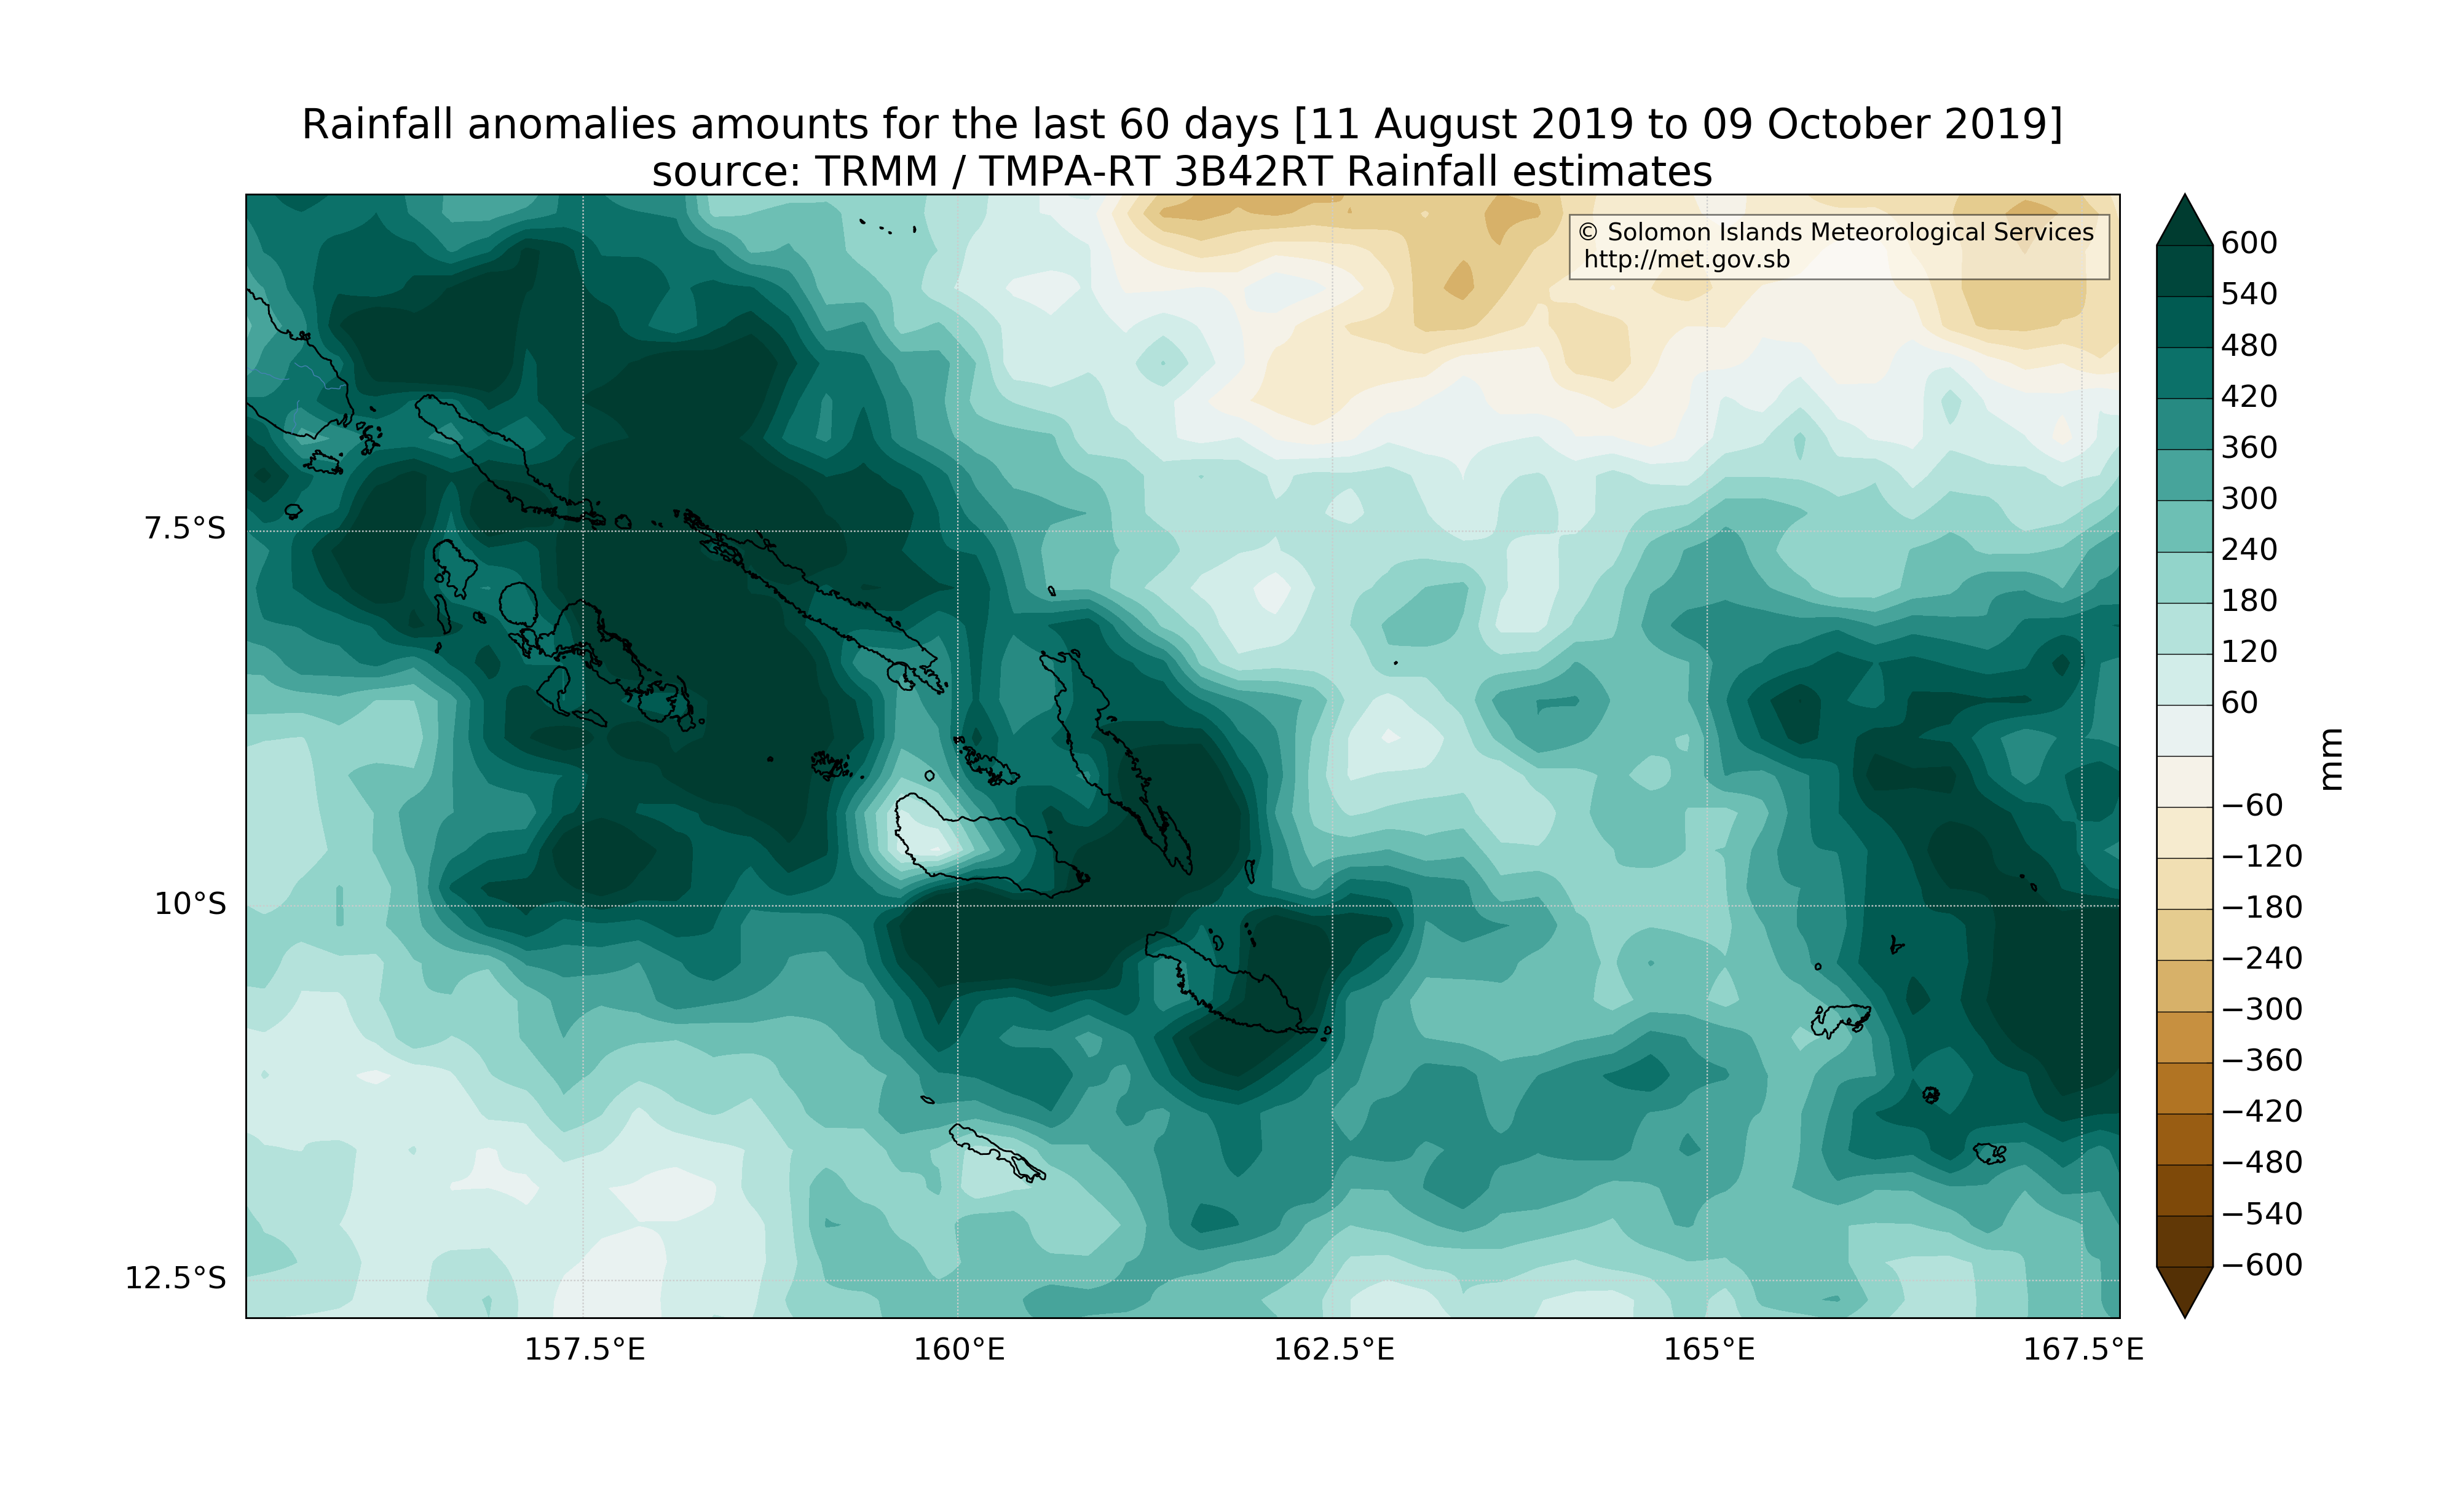 Rainfall anomalies amounts for the last 60 days [11 August 2019 to 09 October 2019]
source: TRMM / TMPA-RT 3B42RT Rainfall estimates
© Solomon Islands Meteorological Services
http://met.gov.sb
7.5°S
10°S
12.5°S
157.5°E
160°E
162.5°E
165°E
167.5°E
600
540
480
420
360
300
240
180
120
60
−60
−120
−180
−240
−300
−360
−420
−480
−540
−600
mm